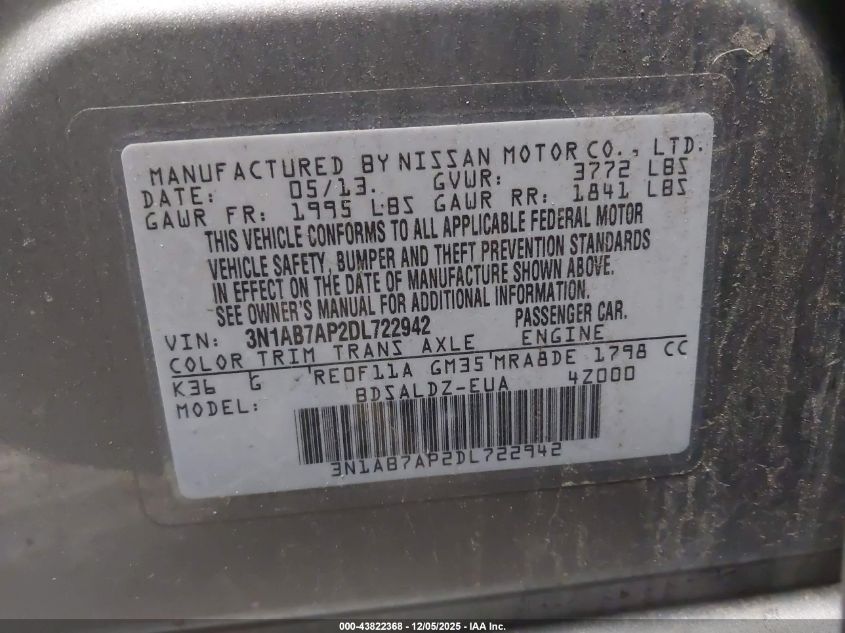 MANUFACTURED BY NISSAN MOTOR CO., LTD.
DATE: 05/13. GVWR: 3772 LBS
GAWR FR: 1995 LBS GAWR RR: 1841 LBS
THIS VEHICLE CONFORMS TO ALL APPLICABLE FEDERAL MOTOR
VEHICLE SAFETY, BUMPER AND THEFT PREVENTION STANDARDS
IN EFFECT ON THE DATE OF MANUFACTURE SHOWN ABOVE.
SEE OWNER'S MANUAL FOR ADDITIONAL INFORMATION.
VIN: 3N1AB7AP2DL722942 PASSENGER CAR.
COLOR TRIM TRANS AXLE ENGINE
K36 G 'RE0F11A GM35'MRA8DE 1798 CC
MODEL: BDSALDZ-EUA 4Z000
3N1AB7AP2DL722942
000-43822368 - 12/05/2025 - IAA Inc.